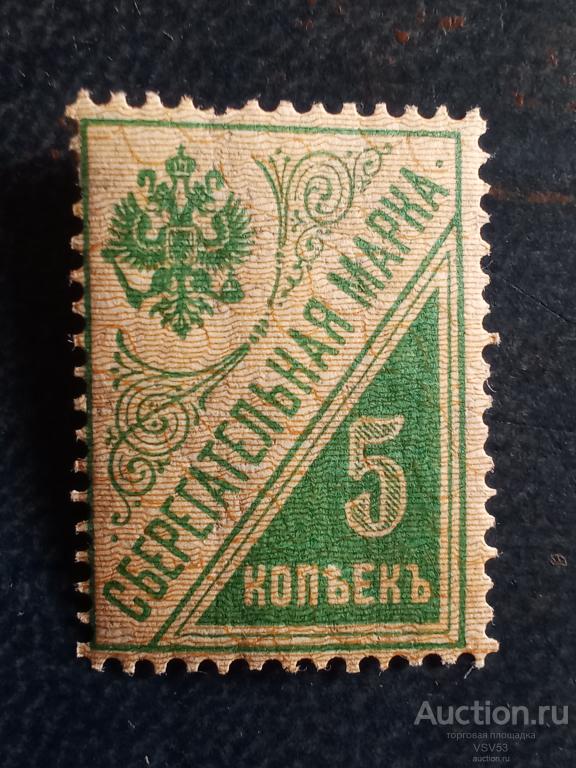 СБЕРЕГАТЕЛЬНАЯ МАРКА.
5
КОПѢЕКЪ
Auction.ru
торговая площадка
VSV53
auction.ru